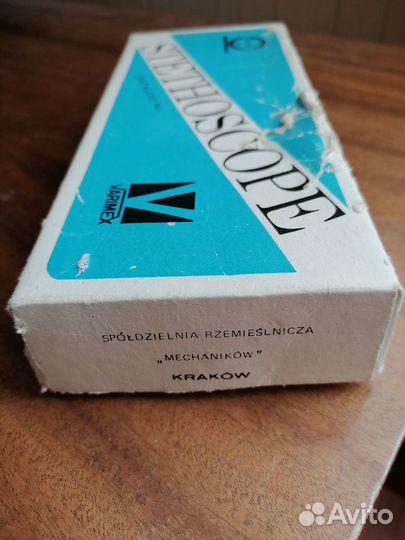 STETHOSCOPE
VARIMEX
SPÓŁDZIELNIA RZEMIEŚLNICZA
„MECHANIKÓW"
KRAKÓW
Avito